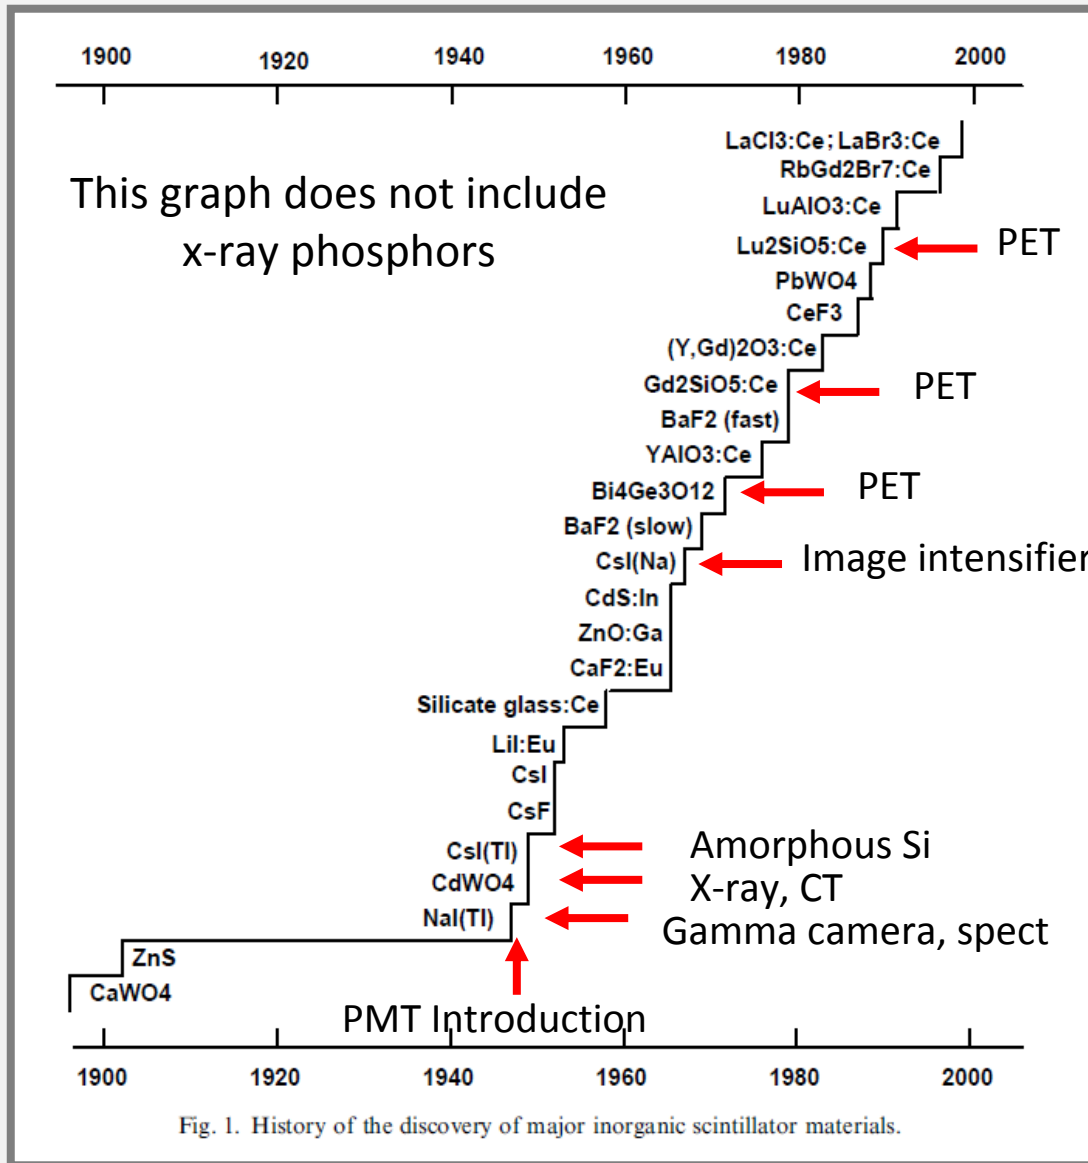 1900 1920 1940 1960 1980 2000
LaCl3:Ce; LaBr3:Ce
RbGd2Br7:Ce
This graph does not include
x-ray phosphors
LuAlO3:Ce
Lu2SiO5:Ce PET
PbWO4
CeF3
(Y,Gd)2O3:Ce
Gd2SiO5:Ce PET
BaF2 (fast)
YAlO3:Ce
Bi4Ge3O12 PET
BaF2 (slow)
CsI(Na) Image intensifier
CdS:In
ZnO:Ga
CaF2:Eu
Silicate glass:Ce
LiI:Eu
CsI
CsF
CsI(Tl) Amorphous Si
CdWO4 X-ray, CT
NaI(Tl) Gamma camera, spect
ZnS
CaWO4
PMT Introduction
1900 1920 1940 1960 1980 2000
Fig. 1. History of the discovery of major inorganic scintillator materials.